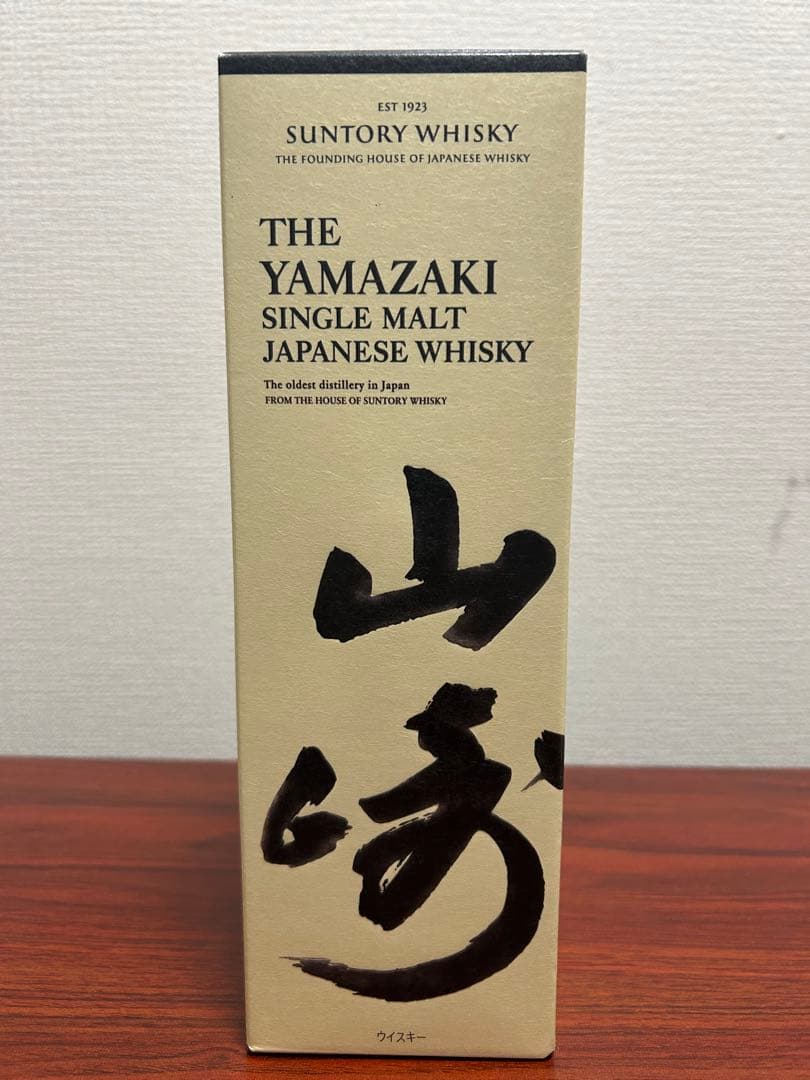 EST 1923
SUNTORY WHISKY
THE FOUNDING HOUSE OF JAPANESE WHISKY
THE
YAMAZAKI
SINGLE MALT
JAPANESE WHISKY
The oldest distillery in Japan
FROM THE HOUSE OF SUNTORY WHISKY
山
崎
ウイスキー